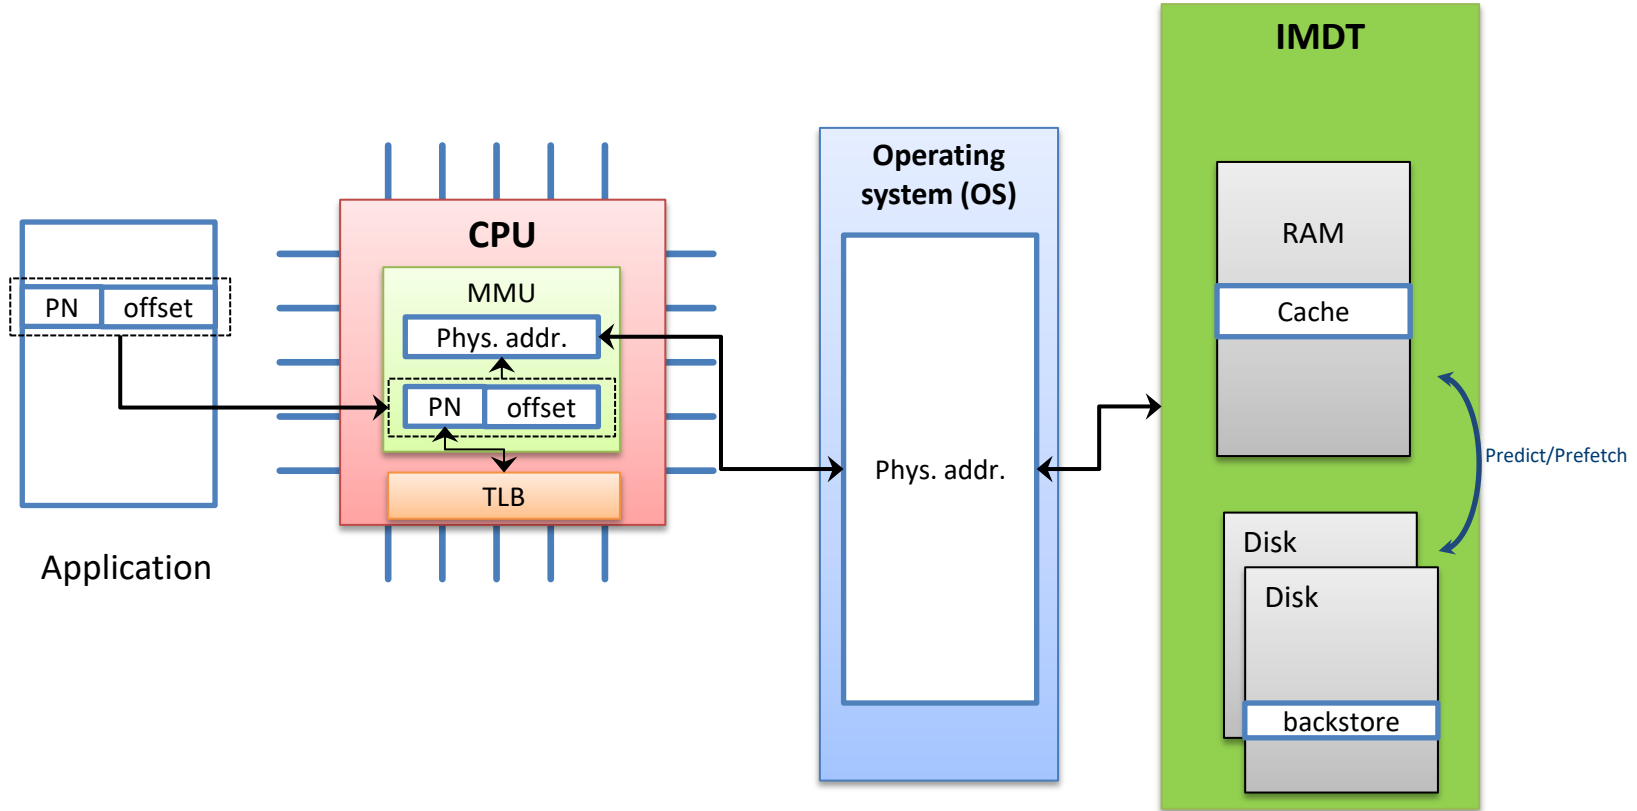 PN
offset
Application
CPU
MMU
Phys. addr.
PN
offset
TLB
Operating
system (OS)
Phys. addr.
IMDT
RAM
Cache
Predict/Prefetch
Disk
Disk
backstore